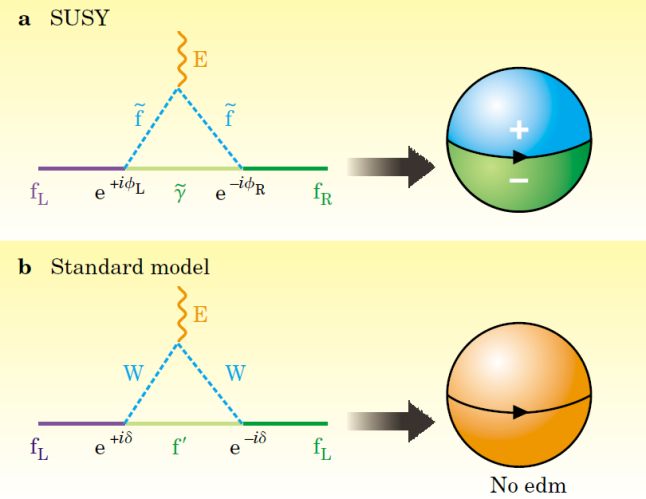 a SUSY
E
f̃ f̃
+
−
f_L e^{+iϕ_L} γ̃ e^{−iϕ_R} f_R
b Standard model
E
W W
f_L e^{+iδ} f′ e^{−iδ} f_L
No edm